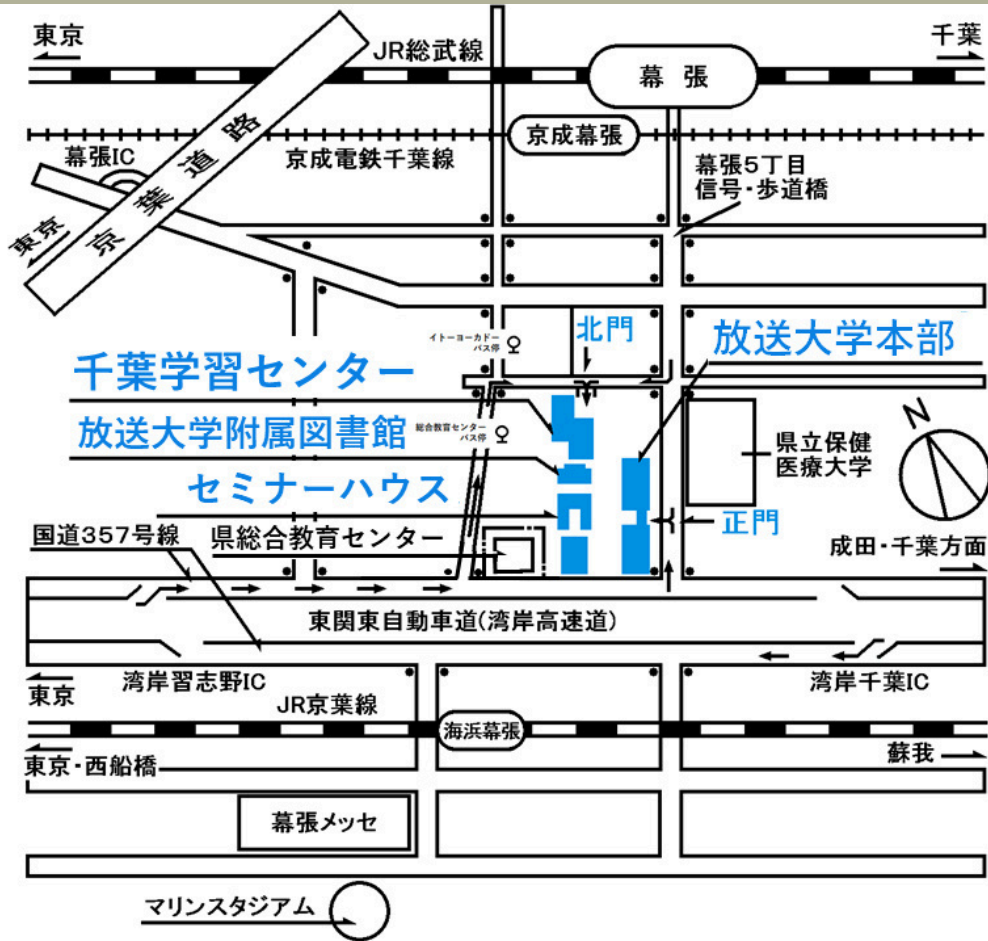 東京
JR総武線
千葉
幕張
京成幕張
京葉道路
幕張IC
京成電鉄千葉線
幕張5丁目
信号・歩道橋
東京
イトーヨーカドー
バス停
北門
放送大学本部
千葉学習センター
放送大学附属図書館
総合教育センター
バス停
県立保健
医療大学
N
セミナーハウス
正門
国道357号線
県総合教育センター
成田・千葉方面
東関東自動車道(湾岸高速道)
東京
湾岸習志野IC
湾岸千葉IC
JR京葉線
海浜幕張
東京・西船橋
蘇我
幕張メッセ
マリンスタジアム